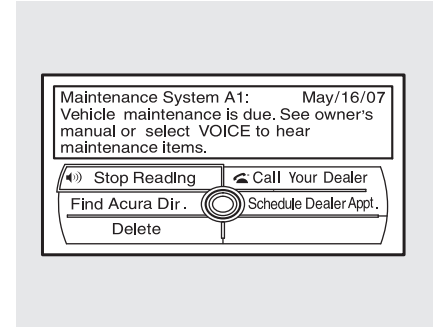 Maintenance System A1: May/16/07
Vehicle maintenance is due. See owner's
manual or select VOICE to hear
maintenance items.
Stop Reading
Call Your Dealer
Find Acura Dir.
Schedule Dealer Appt.
Delete